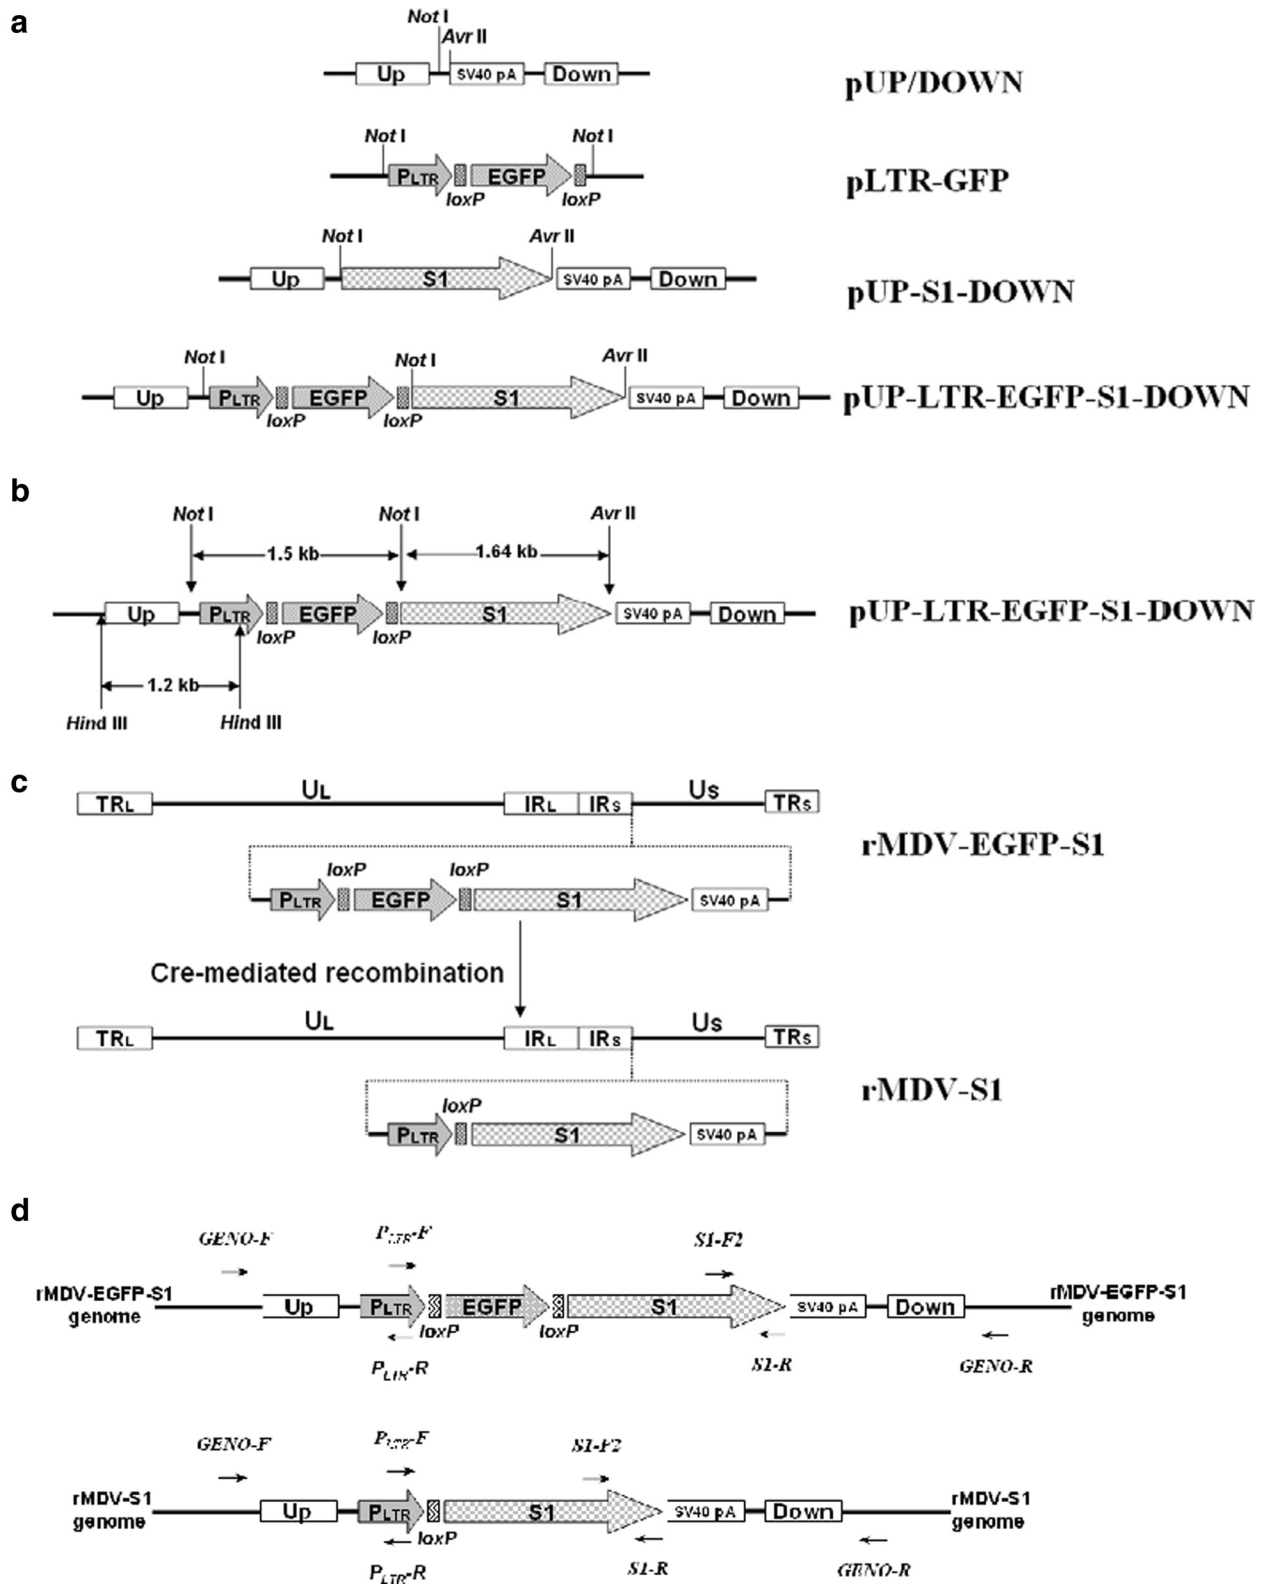 a
Not I
Avr II
Up
SV40 pA
Down
pUP/DOWN
Not I
Not I
PLTR
EGFP
loxP
loxP
pLTR-GFP
Not I
Avr II
Up
S1
SV40 pA
Down
pUP-S1-DOWN
Not I
Not I
Avr II
Up
PLTR
EGFP
S1
SV40 pA
Down
loxP
loxP
pUP-LTR-EGFP-S1-DOWN
b
Not I
Not I
Avr II
1.5 kb
1.64 kb
Up
PLTR
EGFP
S1
SV40 pA
Down
loxP
loxP
pUP-LTR-EGFP-S1-DOWN
1.2 kb
Hind III
Hind III
c
UL
Us
TRL
IRL
IRs
TRs
rMDV-EGFP-S1
loxP
loxP
PLTR
EGFP
S1
SV40 pA
Cre-mediated recombination
UL
Us
TRL
IRL
IRs
TRs
rMDV-S1
loxP
PLTR
S1
SV40 pA
d
GENO-F
PLTR-F
S1-F2
rMDV-EGFP-S1
genome
Up
PLTR
EGFP
S1
SV40 pA
Down
rMDV-EGFP-S1
genome
loxP
loxP
PLTR-R
S1-R
GENO-R
GENO-F
PLTR-F
S1-F2
rMDV-S1
genome
Up
PLTR
S1
SV40 pA
Down
rMDV-S1
genome
loxP
PLTR-R
S1-R
GENO-R